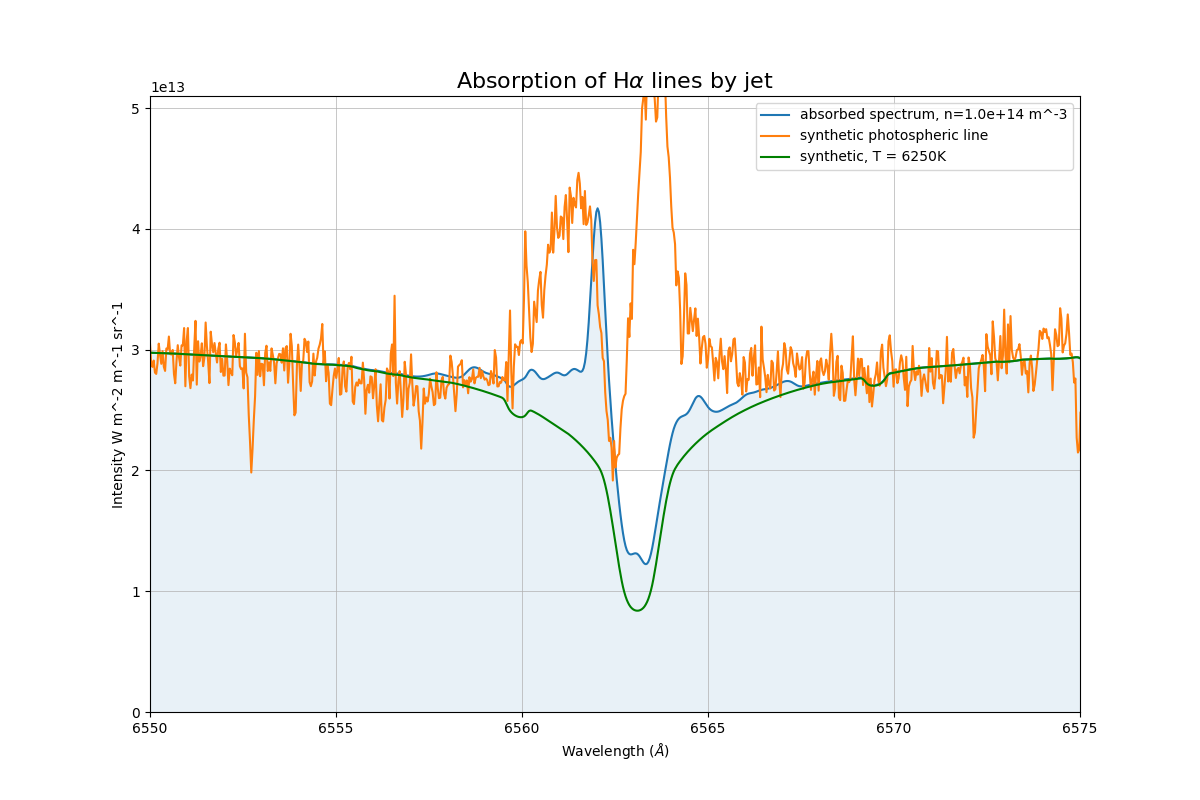 Absorption of Hα lines by jet
1e13
absorbed spectrum, n=1.0e+14 m^-3
synthetic photospheric line
synthetic, T = 6250K
5
4
3
2
1
0
Intensity W m^-2 m^-1 sr^-1
6550 6555 6560 6565 6570 6575
Wavelength (Å)